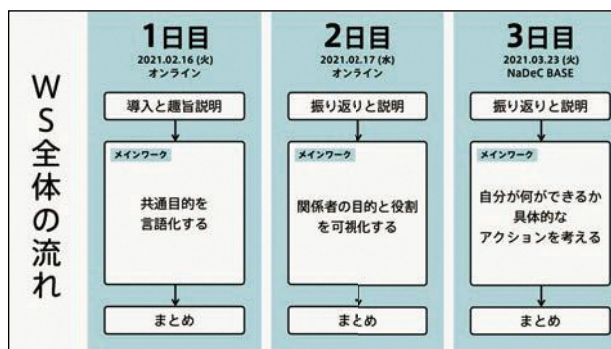 WS全体の流れ
1日目
2021.02.16 (火)
オンライン
導入と趣旨説明
メインワーク
共通目的を
言語化する
まとめ
2日目
2021.02.17 (水)
オンライン
振り返りと説明
メインワーク
関係者の目的と役割
を可視化する
まとめ
3日目
2021.03.23 (火)
NaDeC BASE
振り返りと説明
メインワーク
自分が何ができるか
具体的な
アクションを考える
まとめ